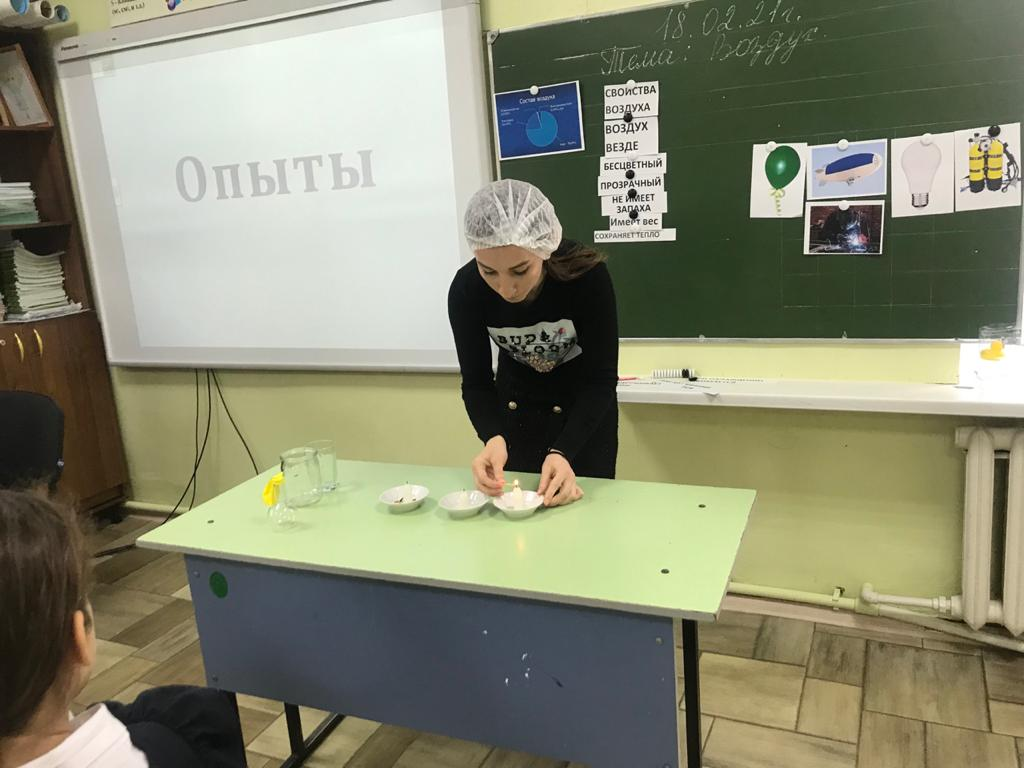 Panasonic
Опыты
18.02.21г.
Тема: Воздух.
Состав воздуха
СВОЙСТВА
ВОЗДУХА
ВОЗДУХ
ВЕЗДЕ
БЕСЦВЕТНЫЙ
ПРОЗРАЧНЫЙ
НЕ ИМЕЕТ
ЗАПАХА
Имеет вес
СОХРАНЯЕТ ТЕПЛО